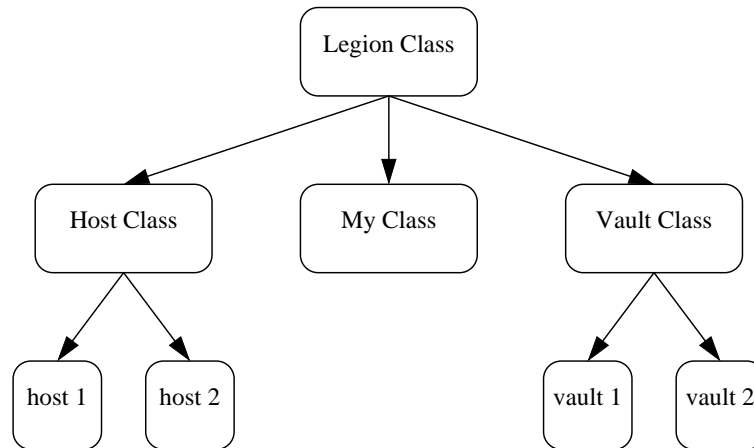 Legion Class
Host Class
My Class
Vault Class
host 1
host 2
vault 1
vault 2